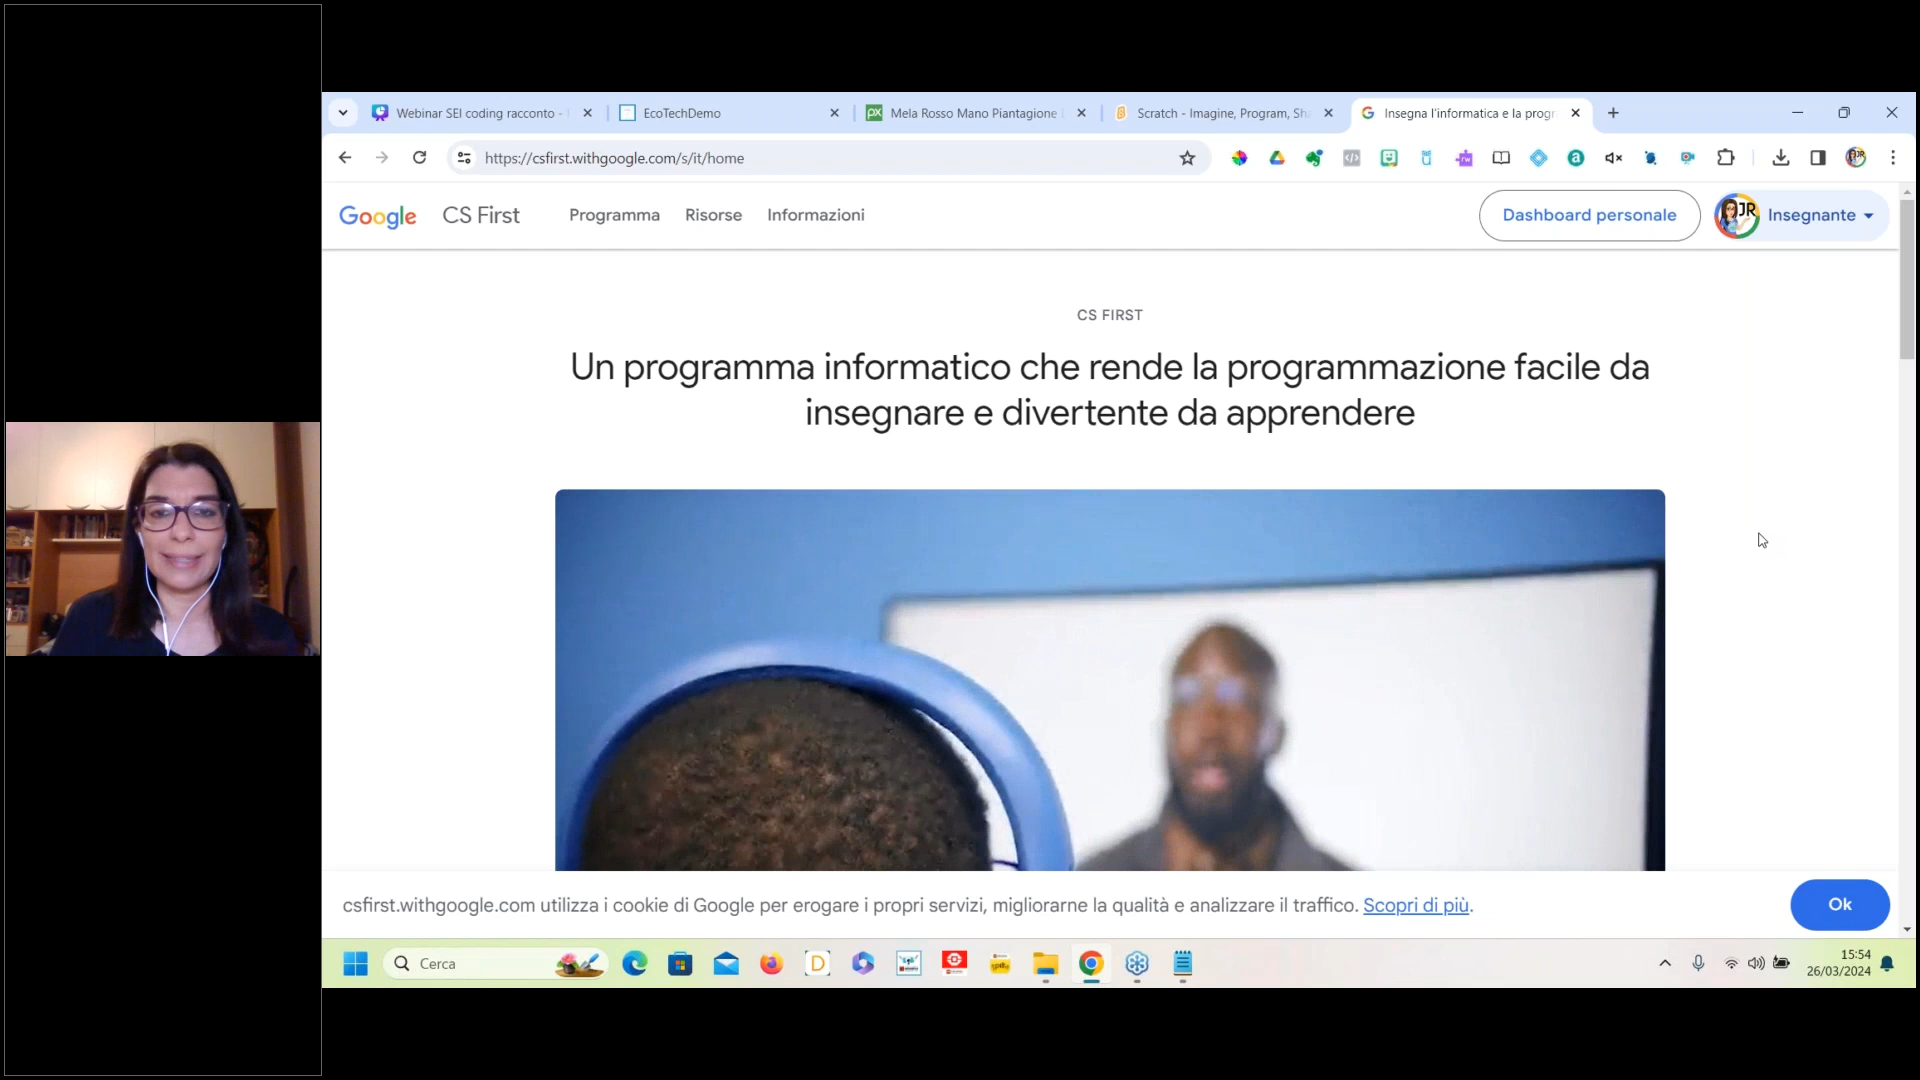 Webinar SEI coding racconto -
EcoTechDemo
Mela Rosso Mano Piantagione
Scratch - Imagine, Program, Sha
Insegna l'informatica e la progr
https://csfirst.withgoogle.com/s/it/home
Google CS First
Programma
Risorse
Informazioni
Dashboard personale
JR
Insegnante
CS FIRST
Un programma informatico che rende la programmazione facile da
insegnare e divertente da apprendere
csfirst.withgoogle.com utilizza i cookie di Google per erogare i propri servizi, migliorarne la qualità e analizzare il traffico. Scopri di più.
Ok
Cerca
15:54
26/03/2024